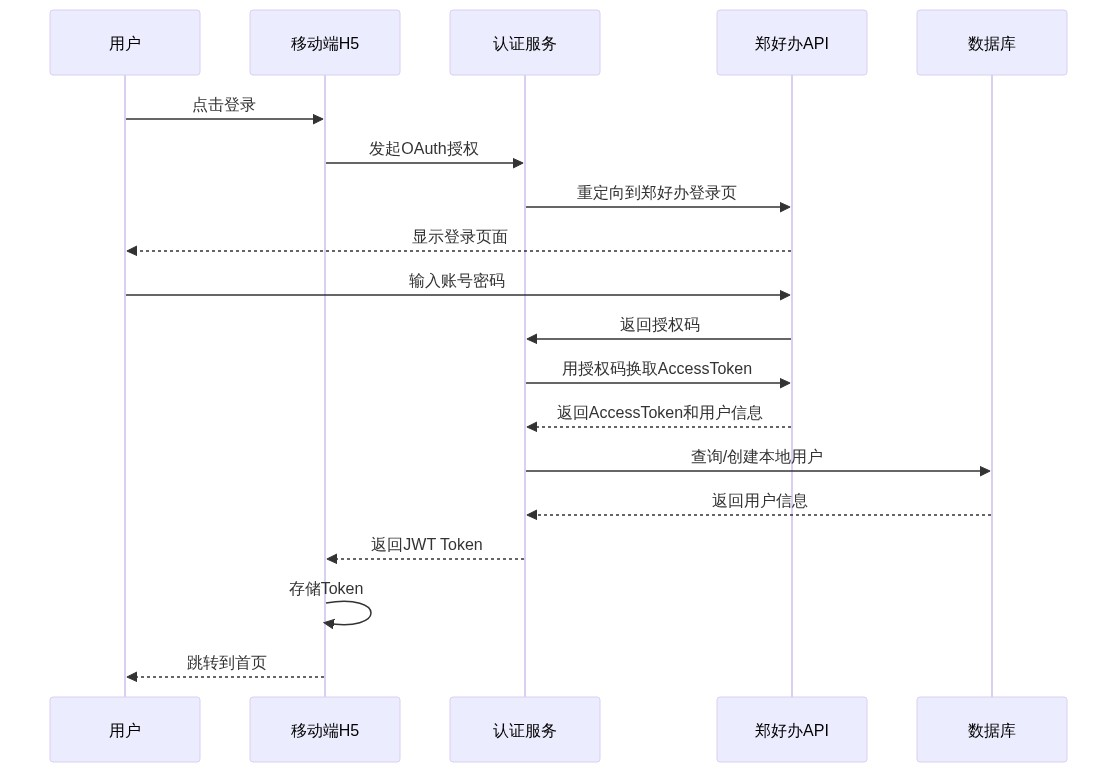 用户
移动端H5
认证服务
郑好办API
数据库
点击登录
发起OAuth授权
重定向到郑好办登录页
显示登录页面
输入账号密码
返回授权码
用授权码换取AccessToken
返回AccessToken和用户信息
查询/创建本地用户
返回用户信息
返回JWT Token
存储Token
跳转到首页
用户
移动端H5
认证服务
郑好办API
数据库